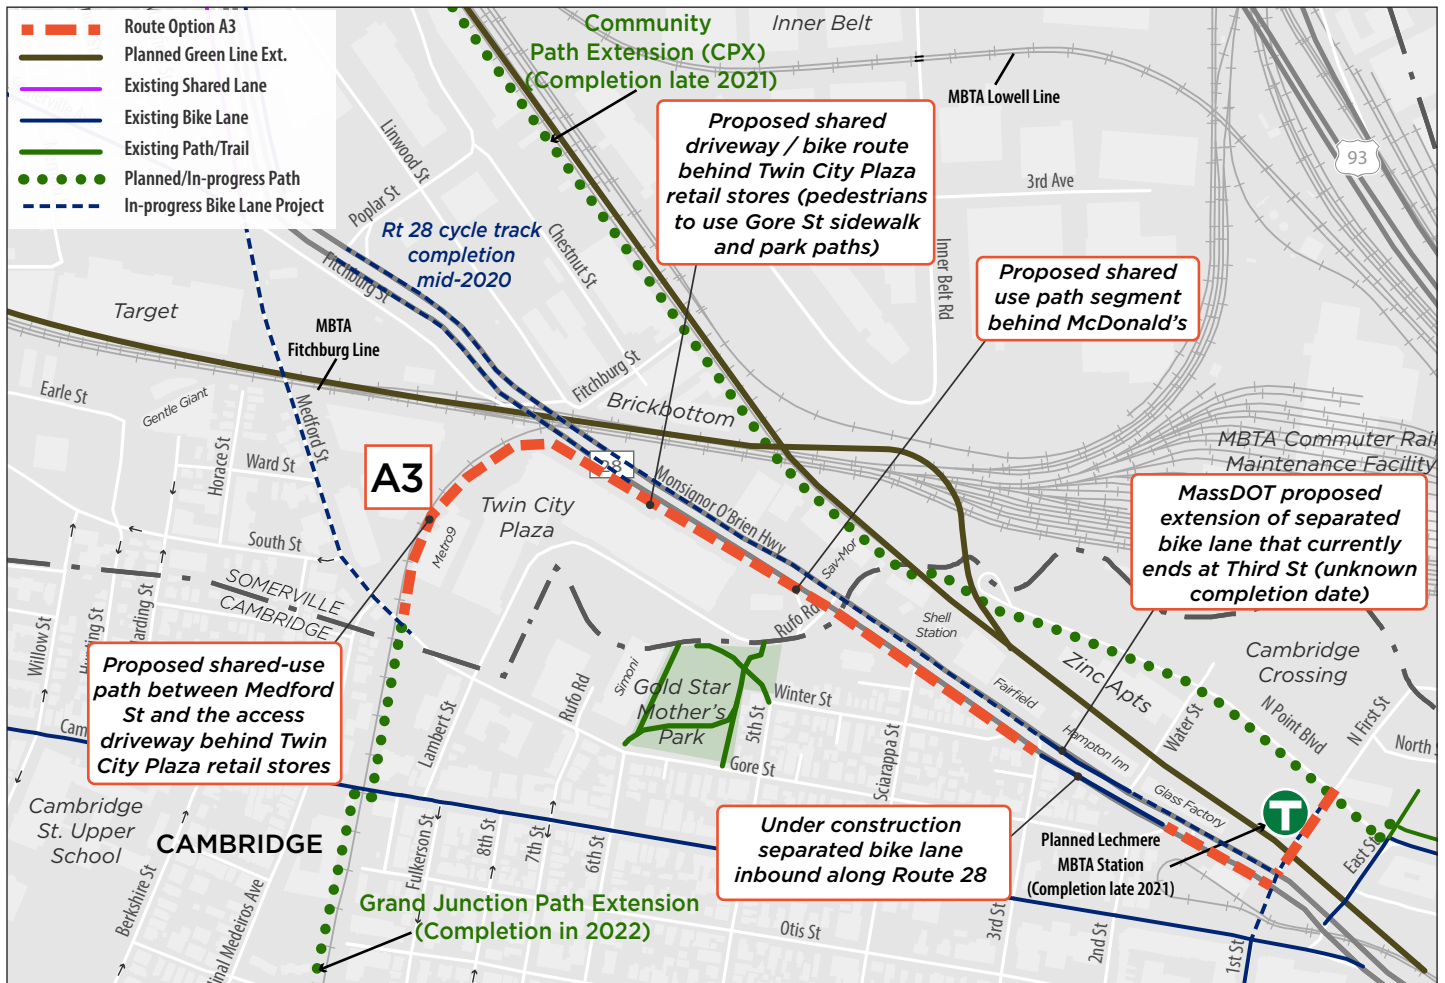 Route Option A3
Planned Green Line Ext.
Existing Shared Lane
Existing Bike Lane
Existing Path/Trail
Planned/In-progress Path
In-progress Bike Lane Project
Community
Path Extension (CPX)
(Completion late 2021)
Inner Belt
MBTA Lowell Line
93
3rd Ave
Inner Belt Rd
Proposed shared
driveway / bike route
behind Twin City Plaza
retail stores (pedestrians
to use Gore St sidewalk
and park paths)
Proposed shared
use path segment
behind McDonald's
Linwood St
Poplar St
Chestnut St
Rt 28 cycle track
completion
mid-2020
Fitchburg St
Target
MBTA
Fitchburg Line
Fitchburg St
Brickbottom
Earle St
Gentle Giant
Medford St
Horace St
Ward St
A3
28
Monsignor O'Brien Hwy
Twin City
Plaza
Metro9
MBTA Commuter Rail
Maintenance Facility
MassDOT proposed
extension of separated
bike lane that currently
ends at Third St (unknown
completion date)
South St
SOMERVILLE
CAMBRIDGE
Sav-Mor
Rufo Rd
Shell
Station
Willow St
Harding St
Proposed shared-use
path between Medford
St and the access
driveway behind Twin
City Plaza retail stores
Simoni
Rufo Rd
Lambert St
Gold Star
Mother's
Park
5th St
Winter St
Gore St
Sciarappa St
Fairfield
Hampton Inn
Glass Factory
Zinc Apts
Water St
Cambridge
Crossing
N Point Blvd
N First St
North S
Cam
Cambridge
St. Upper
School
CAMBRIDGE
Berkshire St
inal Medeiros Ave
Fulkerson St
8th St
7th St
6th St
Under construction
separated bike lane
inbound along Route 28
Planned Lechmere
MBTA Station
(Completion late 2021)
T
East St
Grand Junction Path Extension
(Completion in 2022)
Otis St
3rd St
2nd St
1st St